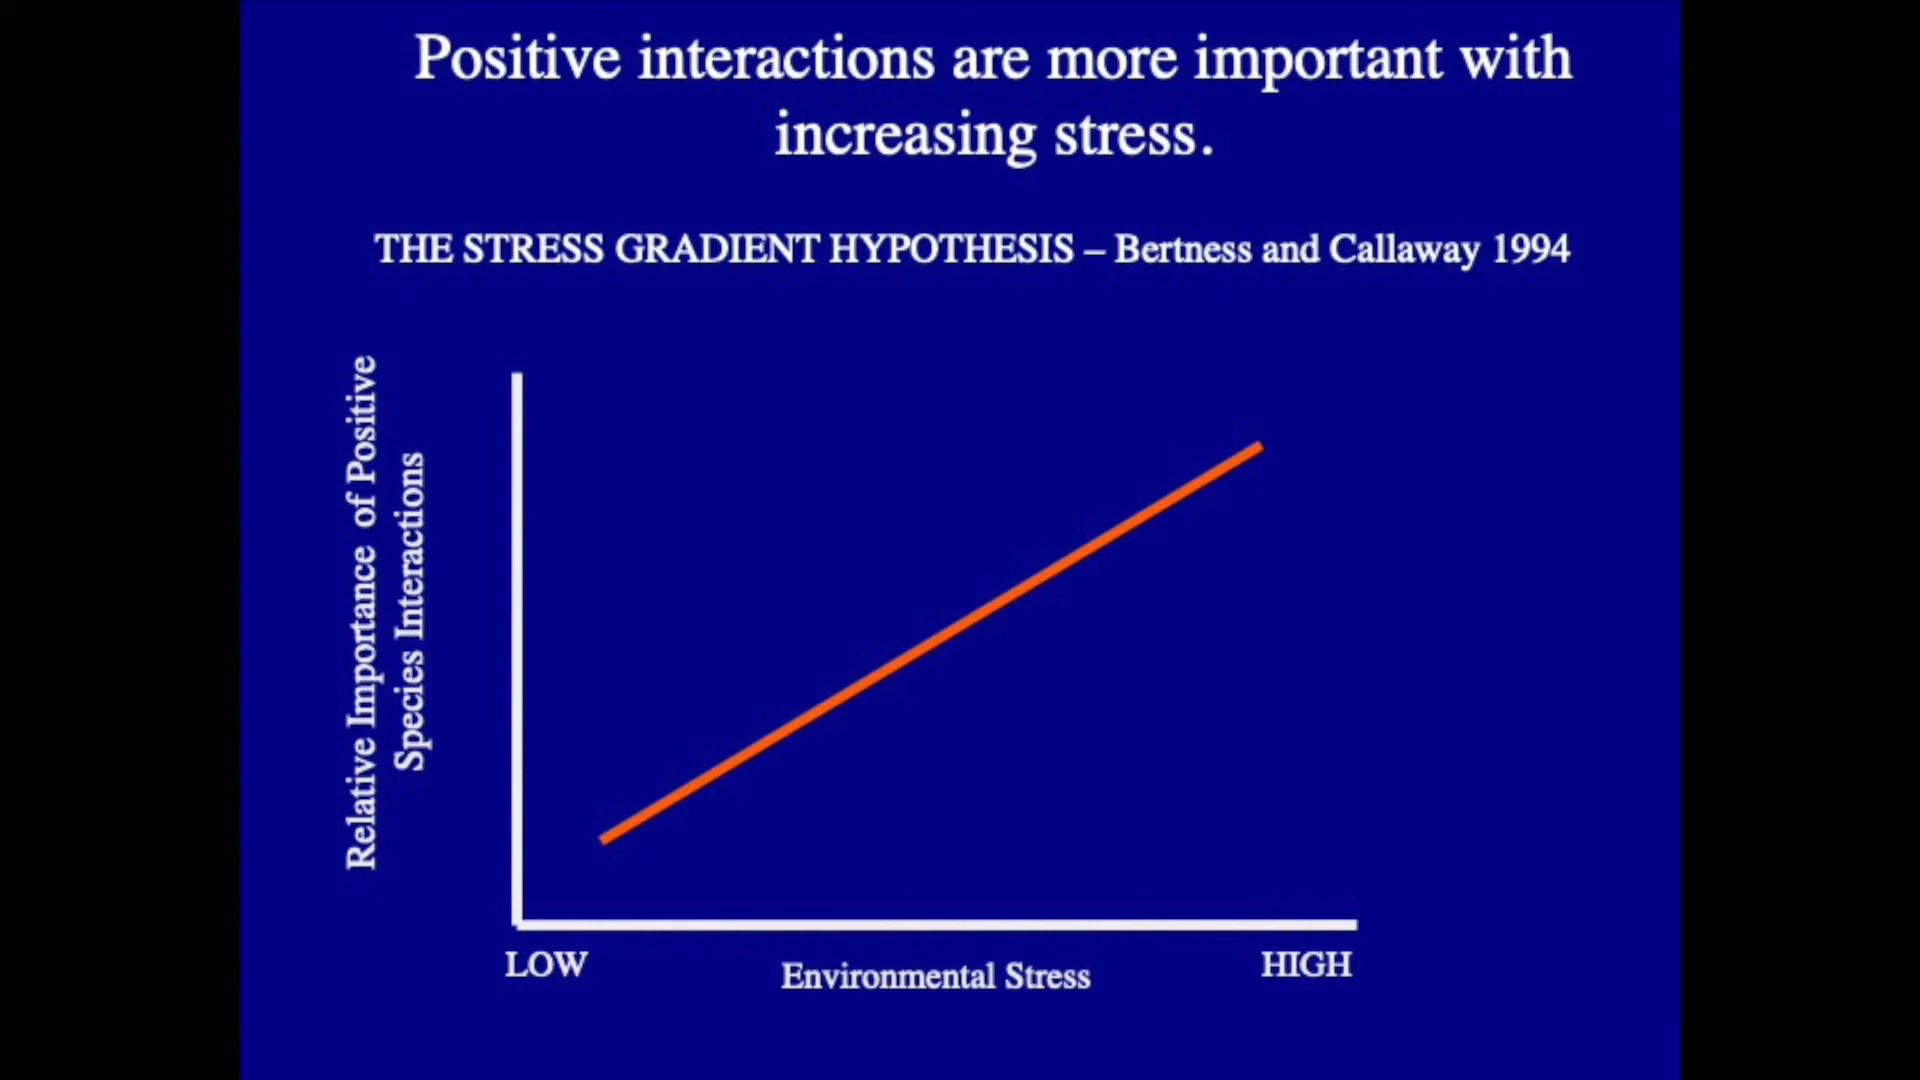 Positive interactions are more important with
increasing stress.
THE STRESS GRADIENT HYPOTHESIS – Bertness and Callaway 1994
Relative Importance of Positive
Species Interactions
LOW
Environmental Stress
HIGH